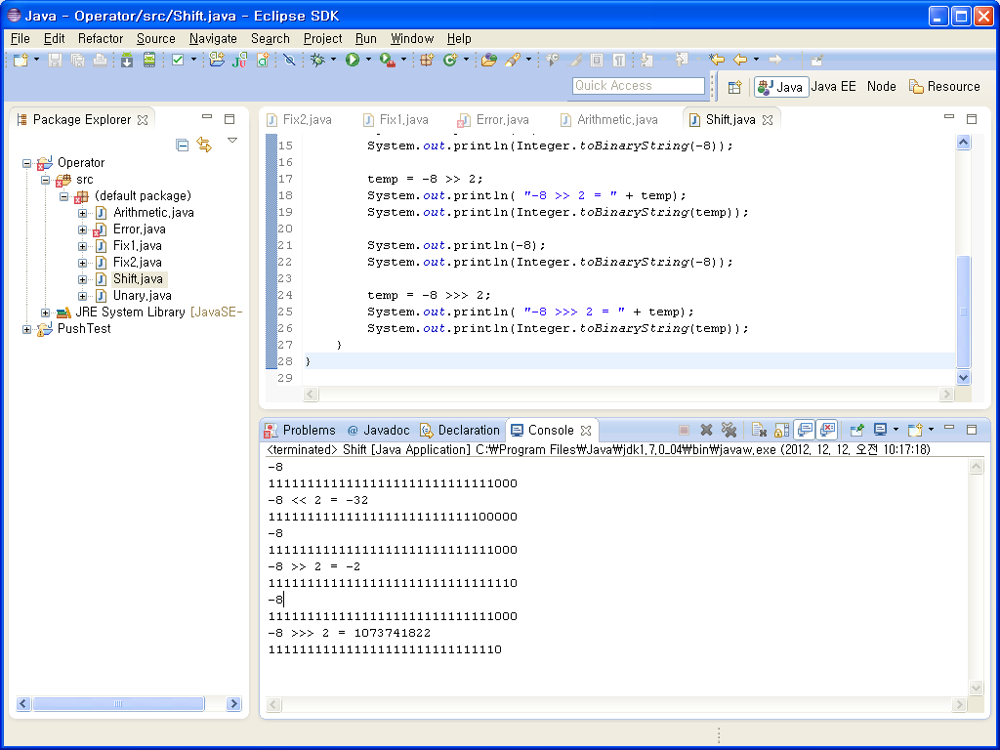 Java - Operator/src/Shift.java - Eclipse SDK
File Edit Refactor Source Navigate Search Project Run Window Help
Quick Access
Java Java EE Node Resource
Package Explorer
Operator
src
(default package)
Arithmetic.java
Error.java
Fix1.java
Fix2.java
Shift.java
Unary.java
JRE System Library [JavaSE-
PushTest
Fix2.java Fix1.java Error.java Arithmetic.java Shift.java
15 System.out.println(Integer.toBinaryString(-8));
16
17 temp = -8 >> 2;
18 System.out.println( "-8 >> 2 = " + temp);
19 System.out.println(Integer.toBinaryString(temp));
20
21 System.out.println(-8);
22 System.out.println(Integer.toBinaryString(-8));
23
24 temp = -8 >>> 2;
25 System.out.println( "-8 >>> 2 = " + temp);
26 System.out.println(Integer.toBinaryString(temp));
27 }
28 }
29
Problems @ Javadoc Declaration Console
<terminated> Shift [Java Application] C:₩Program Files₩Java₩jdk1.7.0_04₩bin₩javaw.exe (2012. 12. 12. 오전 10:17:18)
-8
11111111111111111111111111111000
-8 << 2 = -32
11111111111111111111111111100000
-8
11111111111111111111111111111000
-8 >> 2 = -2
11111111111111111111111111111110
-8
11111111111111111111111111111000
-8 >>> 2 = 1073741822
111111111111111111111111111110